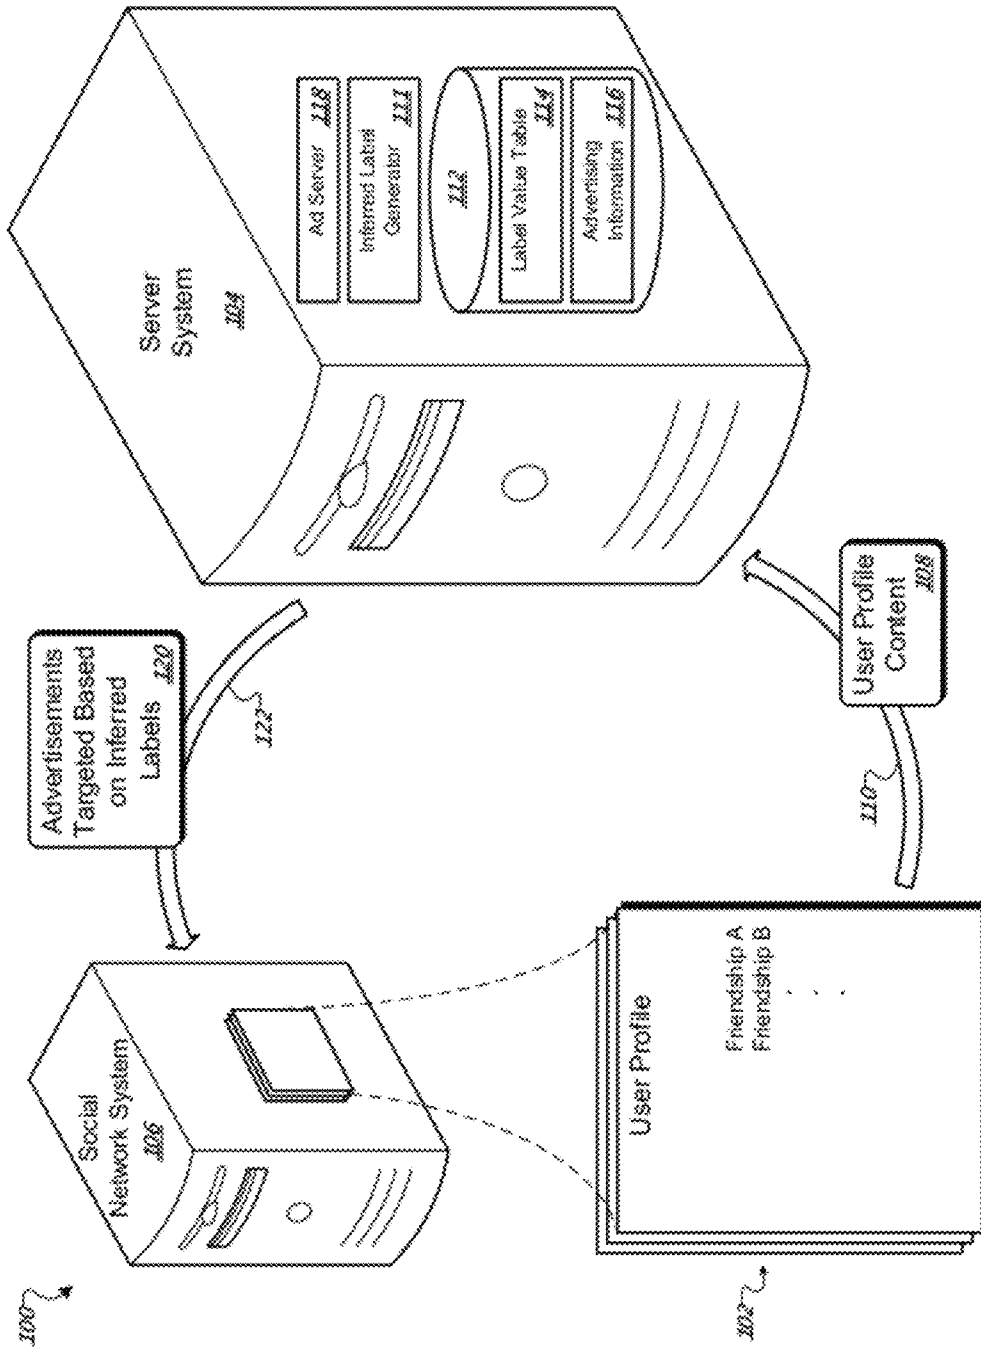 100
Social
Network System
106
Advertisements
Targeted Based
on Inferred
Labels
120
122
Server
System
104
Ad Server
118
Inferred Label
Generator
111
112
Label Value Table
114
Advertising
Information
116
User Profile
Friendship A
Friendship B
.
.
.
102
110
User Profile
Content
108